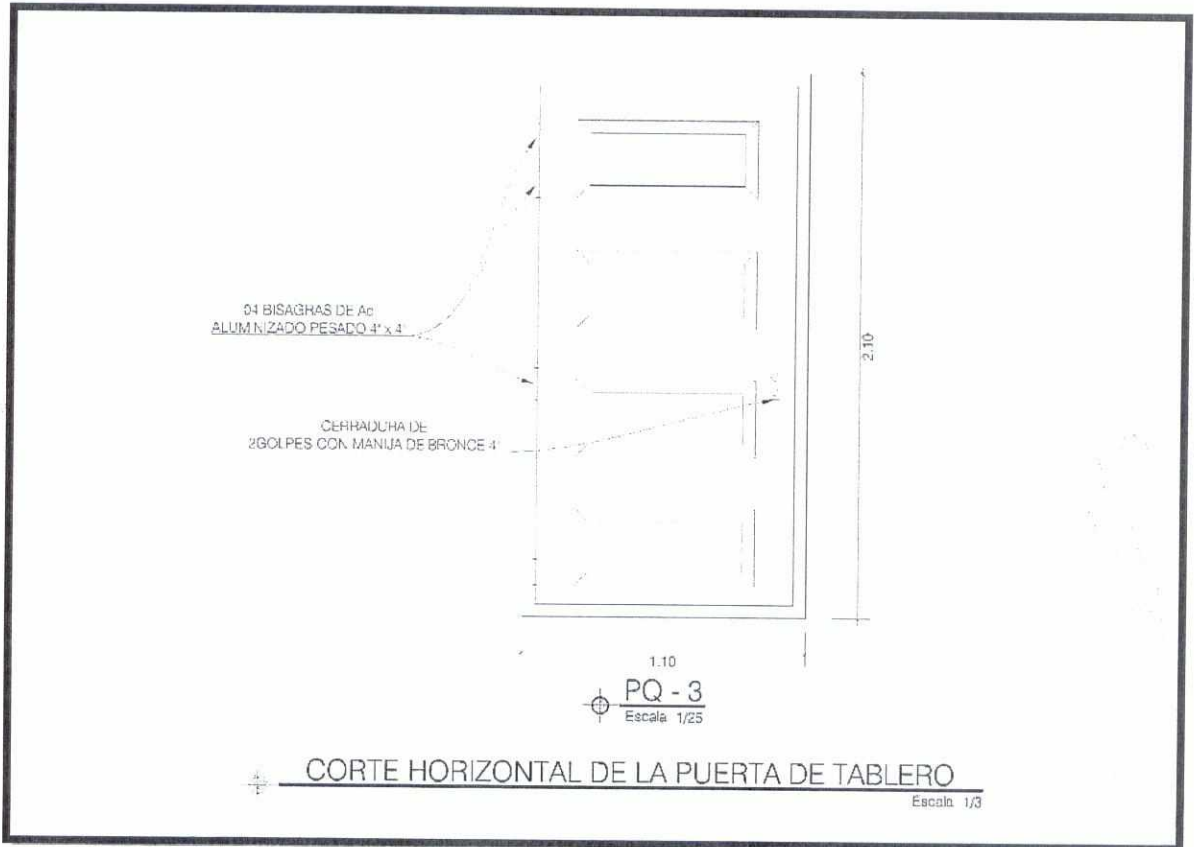 04 BISAGRAS DE Ac
ALUMINIZADO PESADO 4" x 4"
2.10
CERRADURA DE
2GOLPES CON MANIJA DE BRONCE 4"
1.10
PQ - 3
Escala 1/25
CORTE HORIZONTAL DE LA PUERTA DE TABLERO
Escala 1/3